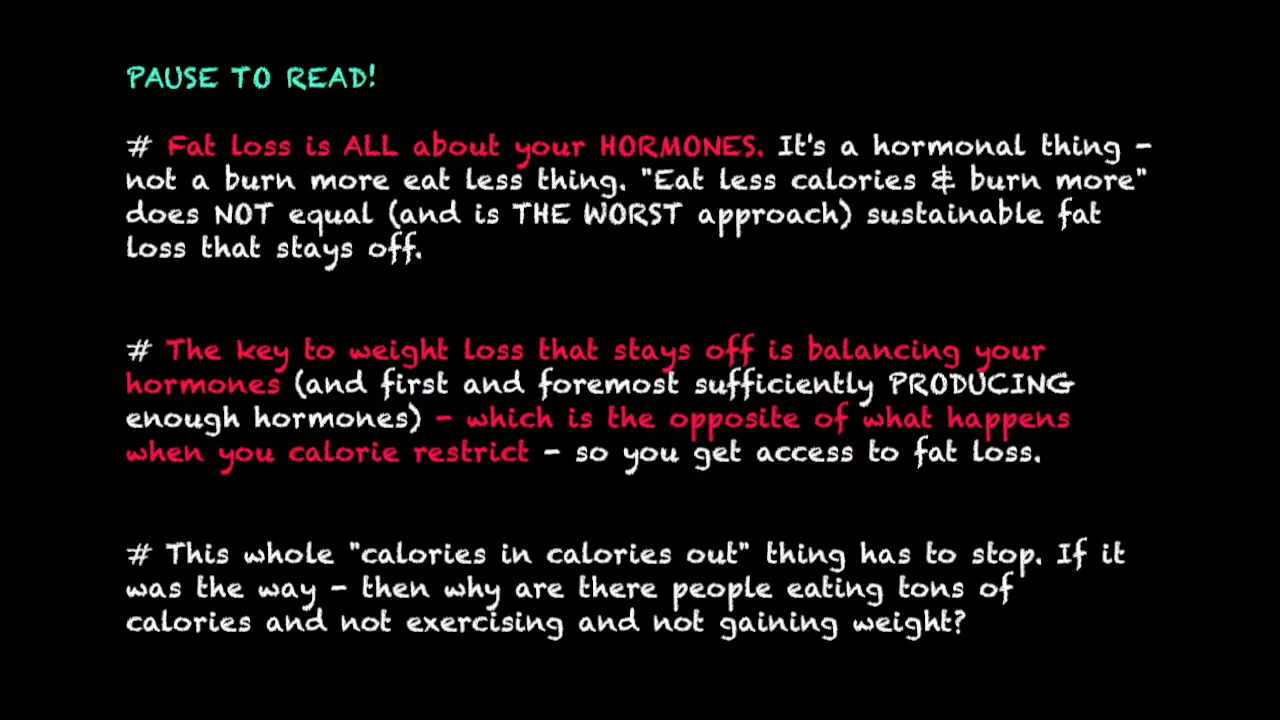 PAUSE TO READ!
# Fat loss is ALL about your HORMONES. It's a hormonal thing -
not a burn more eat less thing. "Eat less calories & burn more"
does NOT equal (and is THE WORST approach) sustainable fat
loss that stays off.
# The key to weight loss that stays off is balancing your
hormones (and first and foremost sufficiently PRODUCING
enough hormones) - which is the opposite of what happens
when you calorie restrict - so you get access to fat loss.
# This whole "calories in calories out" thing has to stop. If it
was the way - then why are there people eating tons of
calories and not exercising and not gaining weight?